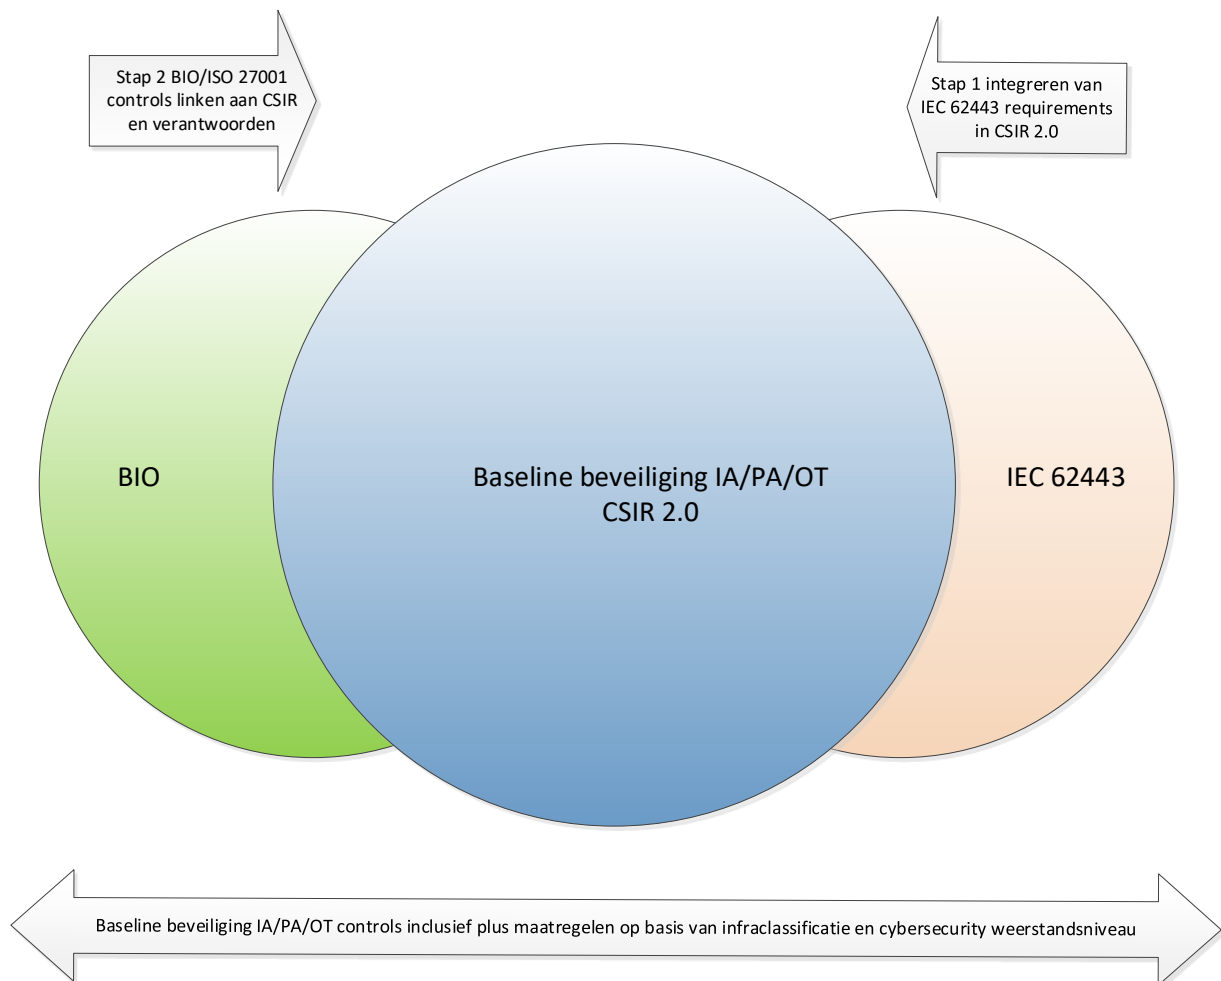 Stap 2 BIO/ISO 27001
controls linken aan CSIR
en verantwoorden
Stap 1 integreren van
IEC 62443 requirements
in CSIR 2.0
BIO
Baseline beveiliging IA/PA/OT
CSIR 2.0
IEC 62443
Baseline beveiliging IA/PA/OT controls inclusief plus maatregelen op basis van infraclassificatie en cybersecurity weerstandsniveau